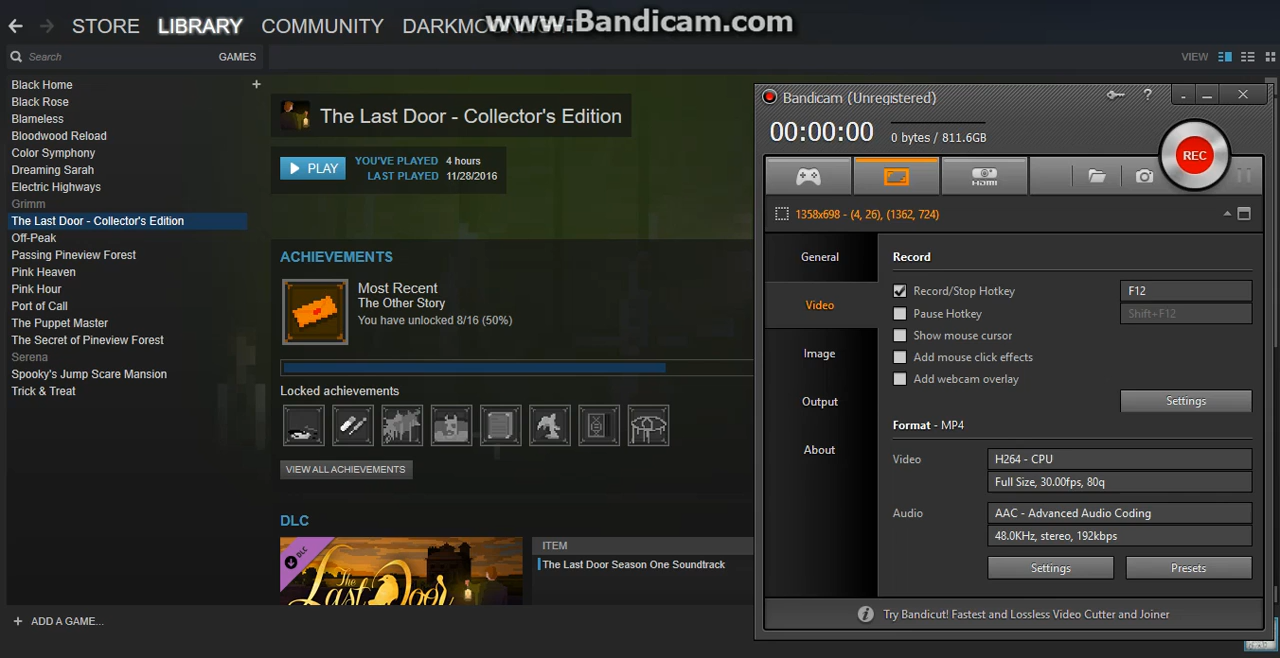 www.Bandicam.com
STORE LIBRARY COMMUNITY
Search GAMES VIEW
Black Home
Black Rose
Blameless
Bloodwood Reload
Color Symphony
Dreaming Sarah
Electric Highways
Grimm
The Last Door - Collector's Edition
Off-Peak
Passing Pineview Forest
Pink Heaven
Pink Hour
Port of Call
The Puppet Master
The Secret of Pineview Forest
Serena
Spooky's Jump Scare Mansion
Trick & Treat
+ ADD A GAME...
The Last Door - Collector's Edition
PLAY
YOU'VE PLAYED 4 hours
LAST PLAYED 11/28/2016
ACHIEVEMENTS
Most Recent
The Other Story
You have unlocked 8/16 (50%)
Locked achievements
VIEW ALL ACHIEVEMENTS
DLC
DLC
The
Last Door
ITEM
The Last Door Season One Soundtrack
Bandicam (Unregistered)
00:00:00 0 bytes / 811.6GB
REC
HDMI
1358x698 - (4, 26), (1362, 724)
General
Video
Image
Output
About
Record
Record/Stop Hotkey F12
Pause Hotkey Shift+F12
Show mouse cursor
Add mouse click effects
Add webcam overlay
Settings
Format - MP4
Video H264 - CPU
Full Size, 30.00fps, 80q
Audio AAC - Advanced Audio Coding
48.0KHz, stereo, 192kbps
Settings Presets
Try Bandicut! Fastest and Lossless Video Cutter and Joiner